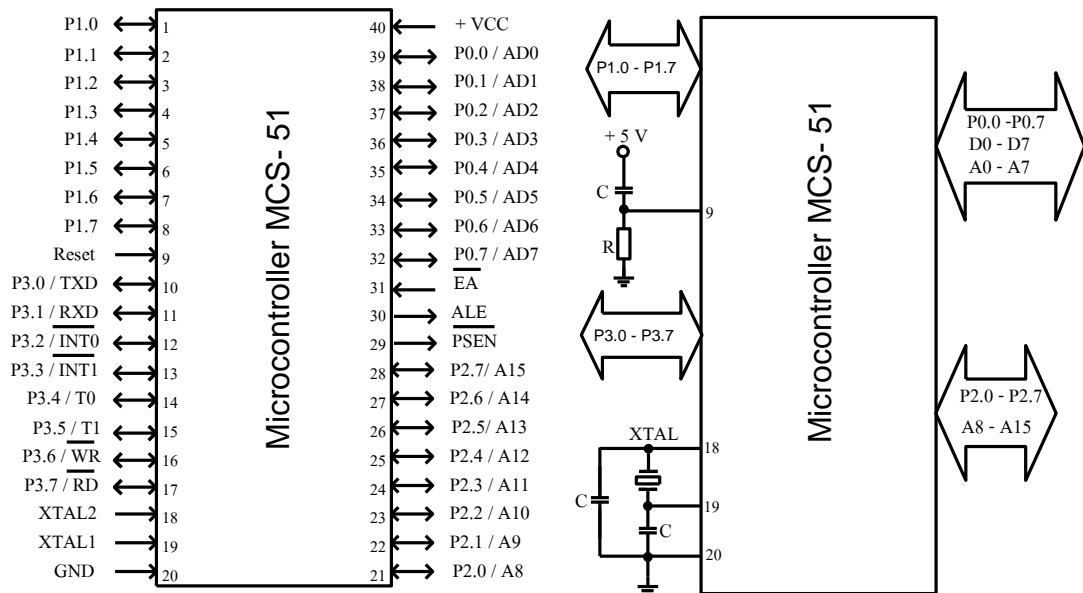 P1.0
P1.1
P1.2
P1.3
P1.4
P1.5
P1.6
P1.7
Reset
P3.0 / TXD
P3.1 / RXD
P3.2 / INT0
P3.3 / INT1
P3.4 / T0
P3.5 / T1
P3.6 / WR
P3.7 / RD
XTAL2
XTAL1
GND
1
2
3
4
5
6
7
8
9
10
11
12
13
14
15
16
17
18
19
20
Microcontroller MCS- 51
40
39
38
37
36
35
34
33
32
31
30
29
28
27
26
25
24
23
22
21
+ VCC
P0.0 / AD0
P0.1 / AD1
P0.2 / AD2
P0.3 / AD3
P0.4 / AD4
P0.5 / AD5
P0.6 / AD6
P0.7 / AD7
EA
ALE
PSEN
P2.7/ A15
P2.6 / A14
P2.5/ A13
P2.4 / A12
P2.3 / A11
P2.2 / A10
P2.1 / A9
P2.0 / A8
P1.0 - P1.7
+ 5 V
C
R
9
P3.0 - P3.7
XTAL
18
C
19
C
20
Microcontroller MCS- 51
P0.0 -P0.7
D0 - D7
A0 - A7
P2.0 - P2.7
A8 - A15